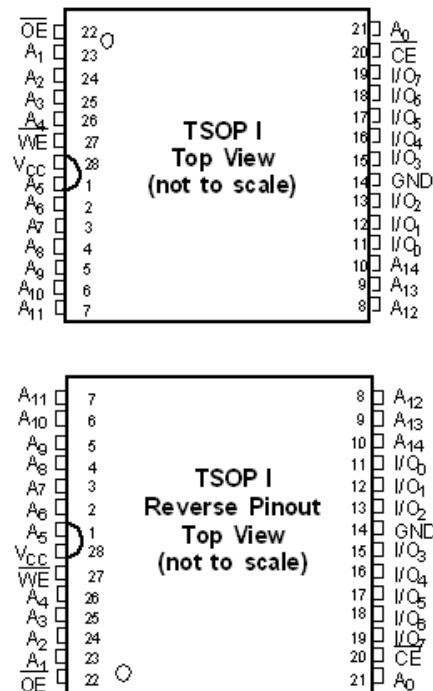 OE 22 21 A0
A1 23 20 CE
A2 24 19 I/O7
A3 25 18 I/O6
A4 26 17 I/O5
WE 27 16 I/O4
VCC 28 15 I/O3
A5 1 14 GND
A6 2 13 I/O2
A7 3 12 I/O1
A8 4 11 I/O0
A9 5 10 A14
A10 6 9 A13
A11 7 8 A12
TSOP I
Top View
(not to scale)
A11 7 8 A12
A10 6 9 A13
A9 5 10 A14
A8 4 11 I/O0
A7 3 12 I/O1
A6 2 13 I/O2
A5 1 14 GND
VCC 28 15 I/O3
WE 27 16 I/O4
A4 26 17 I/O5
A3 25 18 I/O6
A2 24 19 I/O7
A1 23 20 CE
OE 22 21 A0
TSOP I
Reverse Pinout
Top View
(not to scale)